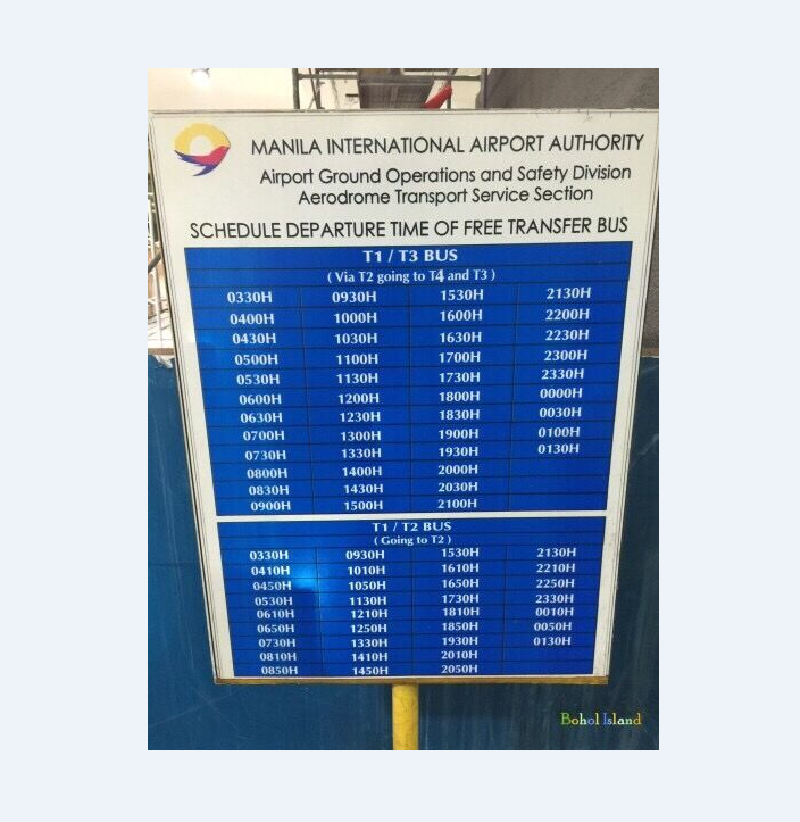 MANILA INTERNATIONAL AIRPORT AUTHORITY
Airport Ground Operations and Safety Division
Aerodrome Transport Service Section
SCHEDULE DEPARTURE TIME OF FREE TRANSFER BUS
T1 / T3 BUS
( Via T2 going to T4 and T3 )
0330H 0930H 1530H 2130H
0400H 1000H 1600H 2200H
0430H 1030H 1630H 2230H
0500H 1100H 1700H 2300H
0530H 1130H 1730H 2330H
0600H 1200H 1800H 0000H
0630H 1230H 1830H 0030H
0700H 1300H 1900H 0100H
0730H 1330H 1930H 0130H
0800H 1400H 2000H
0830H 1430H 2030H
0900H 1500H 2100H
T1 / T2 BUS
( Going to T2 )
0330H 0930H 1530H 2130H
0410H 1010H 1610H 2210H
0450H 1050H 1650H 2250H
0530H 1130H 1730H 2330H
0610H 1210H 1810H 0010H
0650H 1250H 1850H 0050H
0730H 1330H 1930H 0130H
0810H 1410H 2010H
0850H 1450H 2050H
Bohol Island